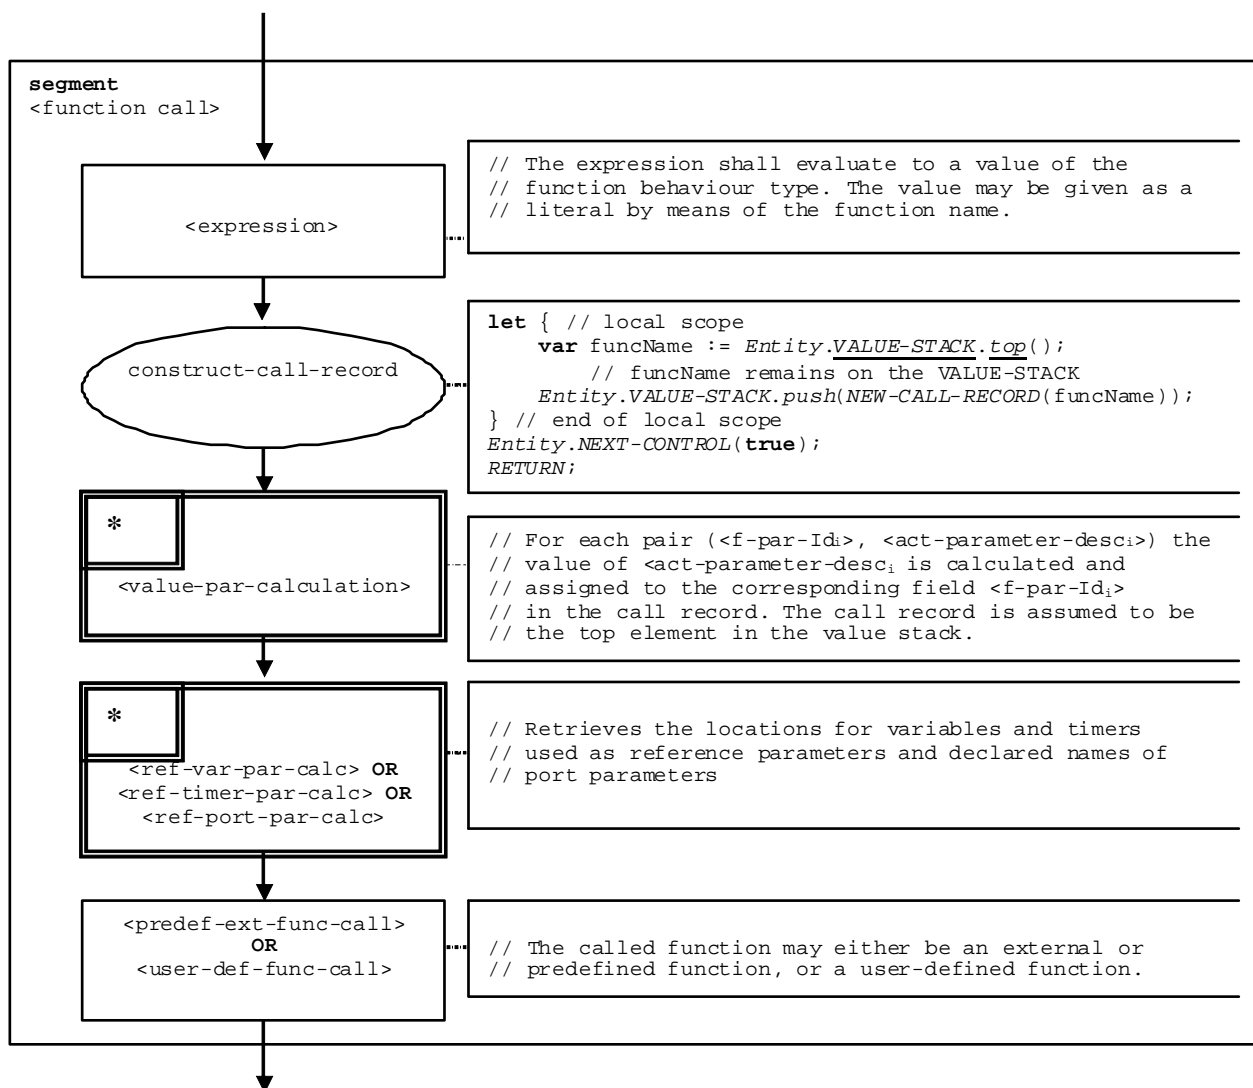 segment
<function call>
<expression>
// The expression shall evaluate to a value of the
// function behaviour type. The value may be given as a
// literal by means of the function name.
construct-call-record
let { // local scope
var funcName := Entity.VALUE-STACK.top();
// funcName remains on the VALUE-STACK
Entity.VALUE-STACK.push(NEW-CALL-RECORD(funcName));
} // end of local scope
Entity.NEXT-CONTROL(true);
RETURN;
*
<value-par-calculation>
// For each pair (<f-par-Idi>, <act-parameter-desci>) the
// value of <act-parameter-desci is calculated and
// assigned to the corresponding field <f-par-Idi>
// in the call record. The call record is assumed to be
// the top element in the value stack.
*
<ref-var-par-calc> OR
<ref-timer-par-calc> OR
<ref-port-par-calc>
// Retrieves the locations for variables and timers
// used as reference parameters and declared names of
// port parameters
<predef-ext-func-call>
OR
<user-def-func-call>
// The called function may either be an external or
// predefined function, or a user-defined function.